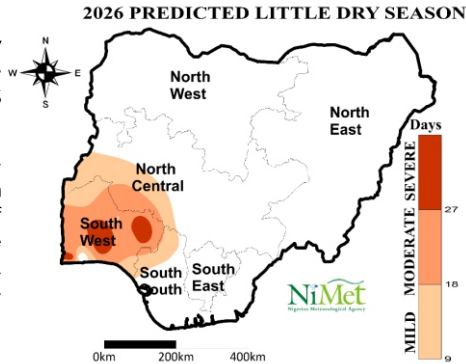 2026 PREDICTED LITTLE DRY SEASON
N
W E
S
North
West
North
East
North
Central
South
West
South
South
South
East
Days
SEVERE
27
MODERATE
18
MILD
9
NiMet
Nigerian Meteorological Agency
0km 200km 400km